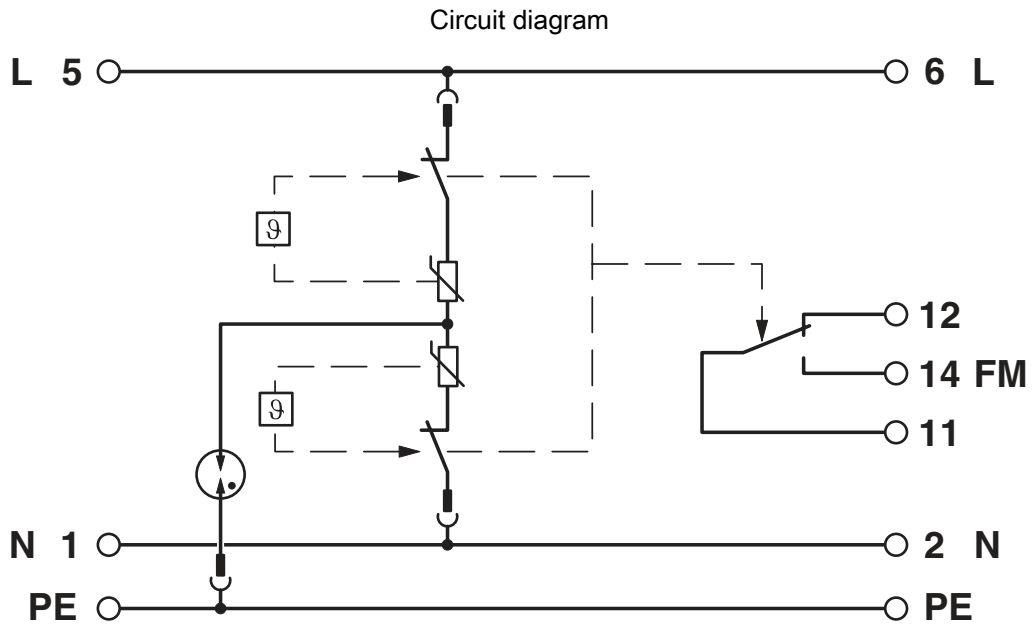 Circuit diagram
L 5 6 L
ϑ
12
14 FM
ϑ
11
N 1 2 N
PE PE